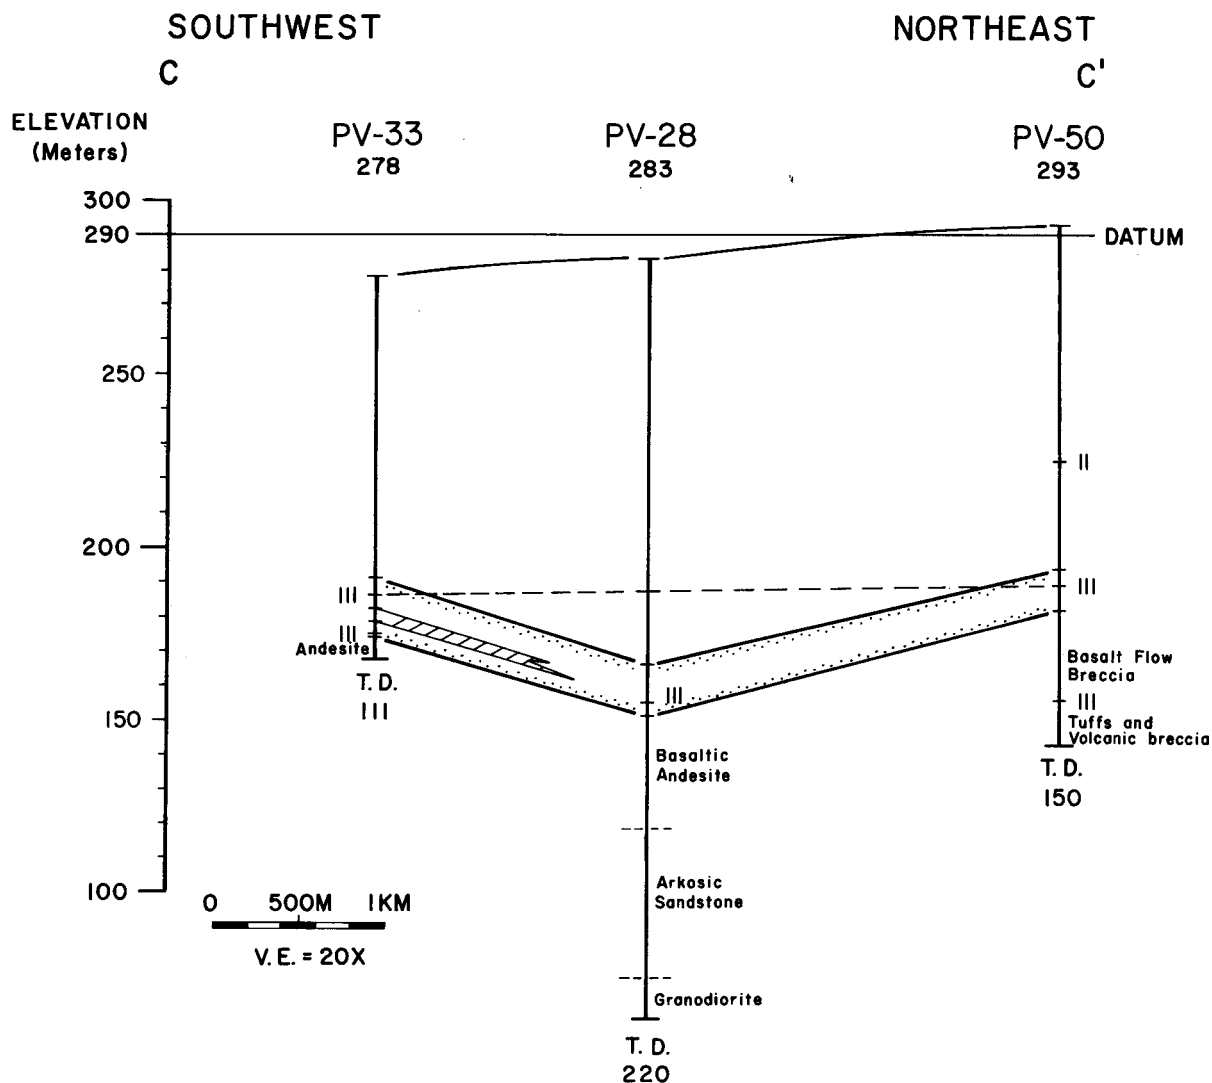 SOUTHWEST
NORTHEAST
C
C'
ELEVATION
(Meters)
PV-33
278
PV-28
283
PV-50
293
300
290
DATUM
250
II
200
III
III
III
Andesite
T. D.
III
III
Basalt Flow
Breccia
III
Tuffs and
Volcanic breccia
T. D.
150
150
Basaltic
Andesite
100
Arkosic
Sandstone
0 500M 1KM
V. E. = 20X
Granodiorite
T. D.
220